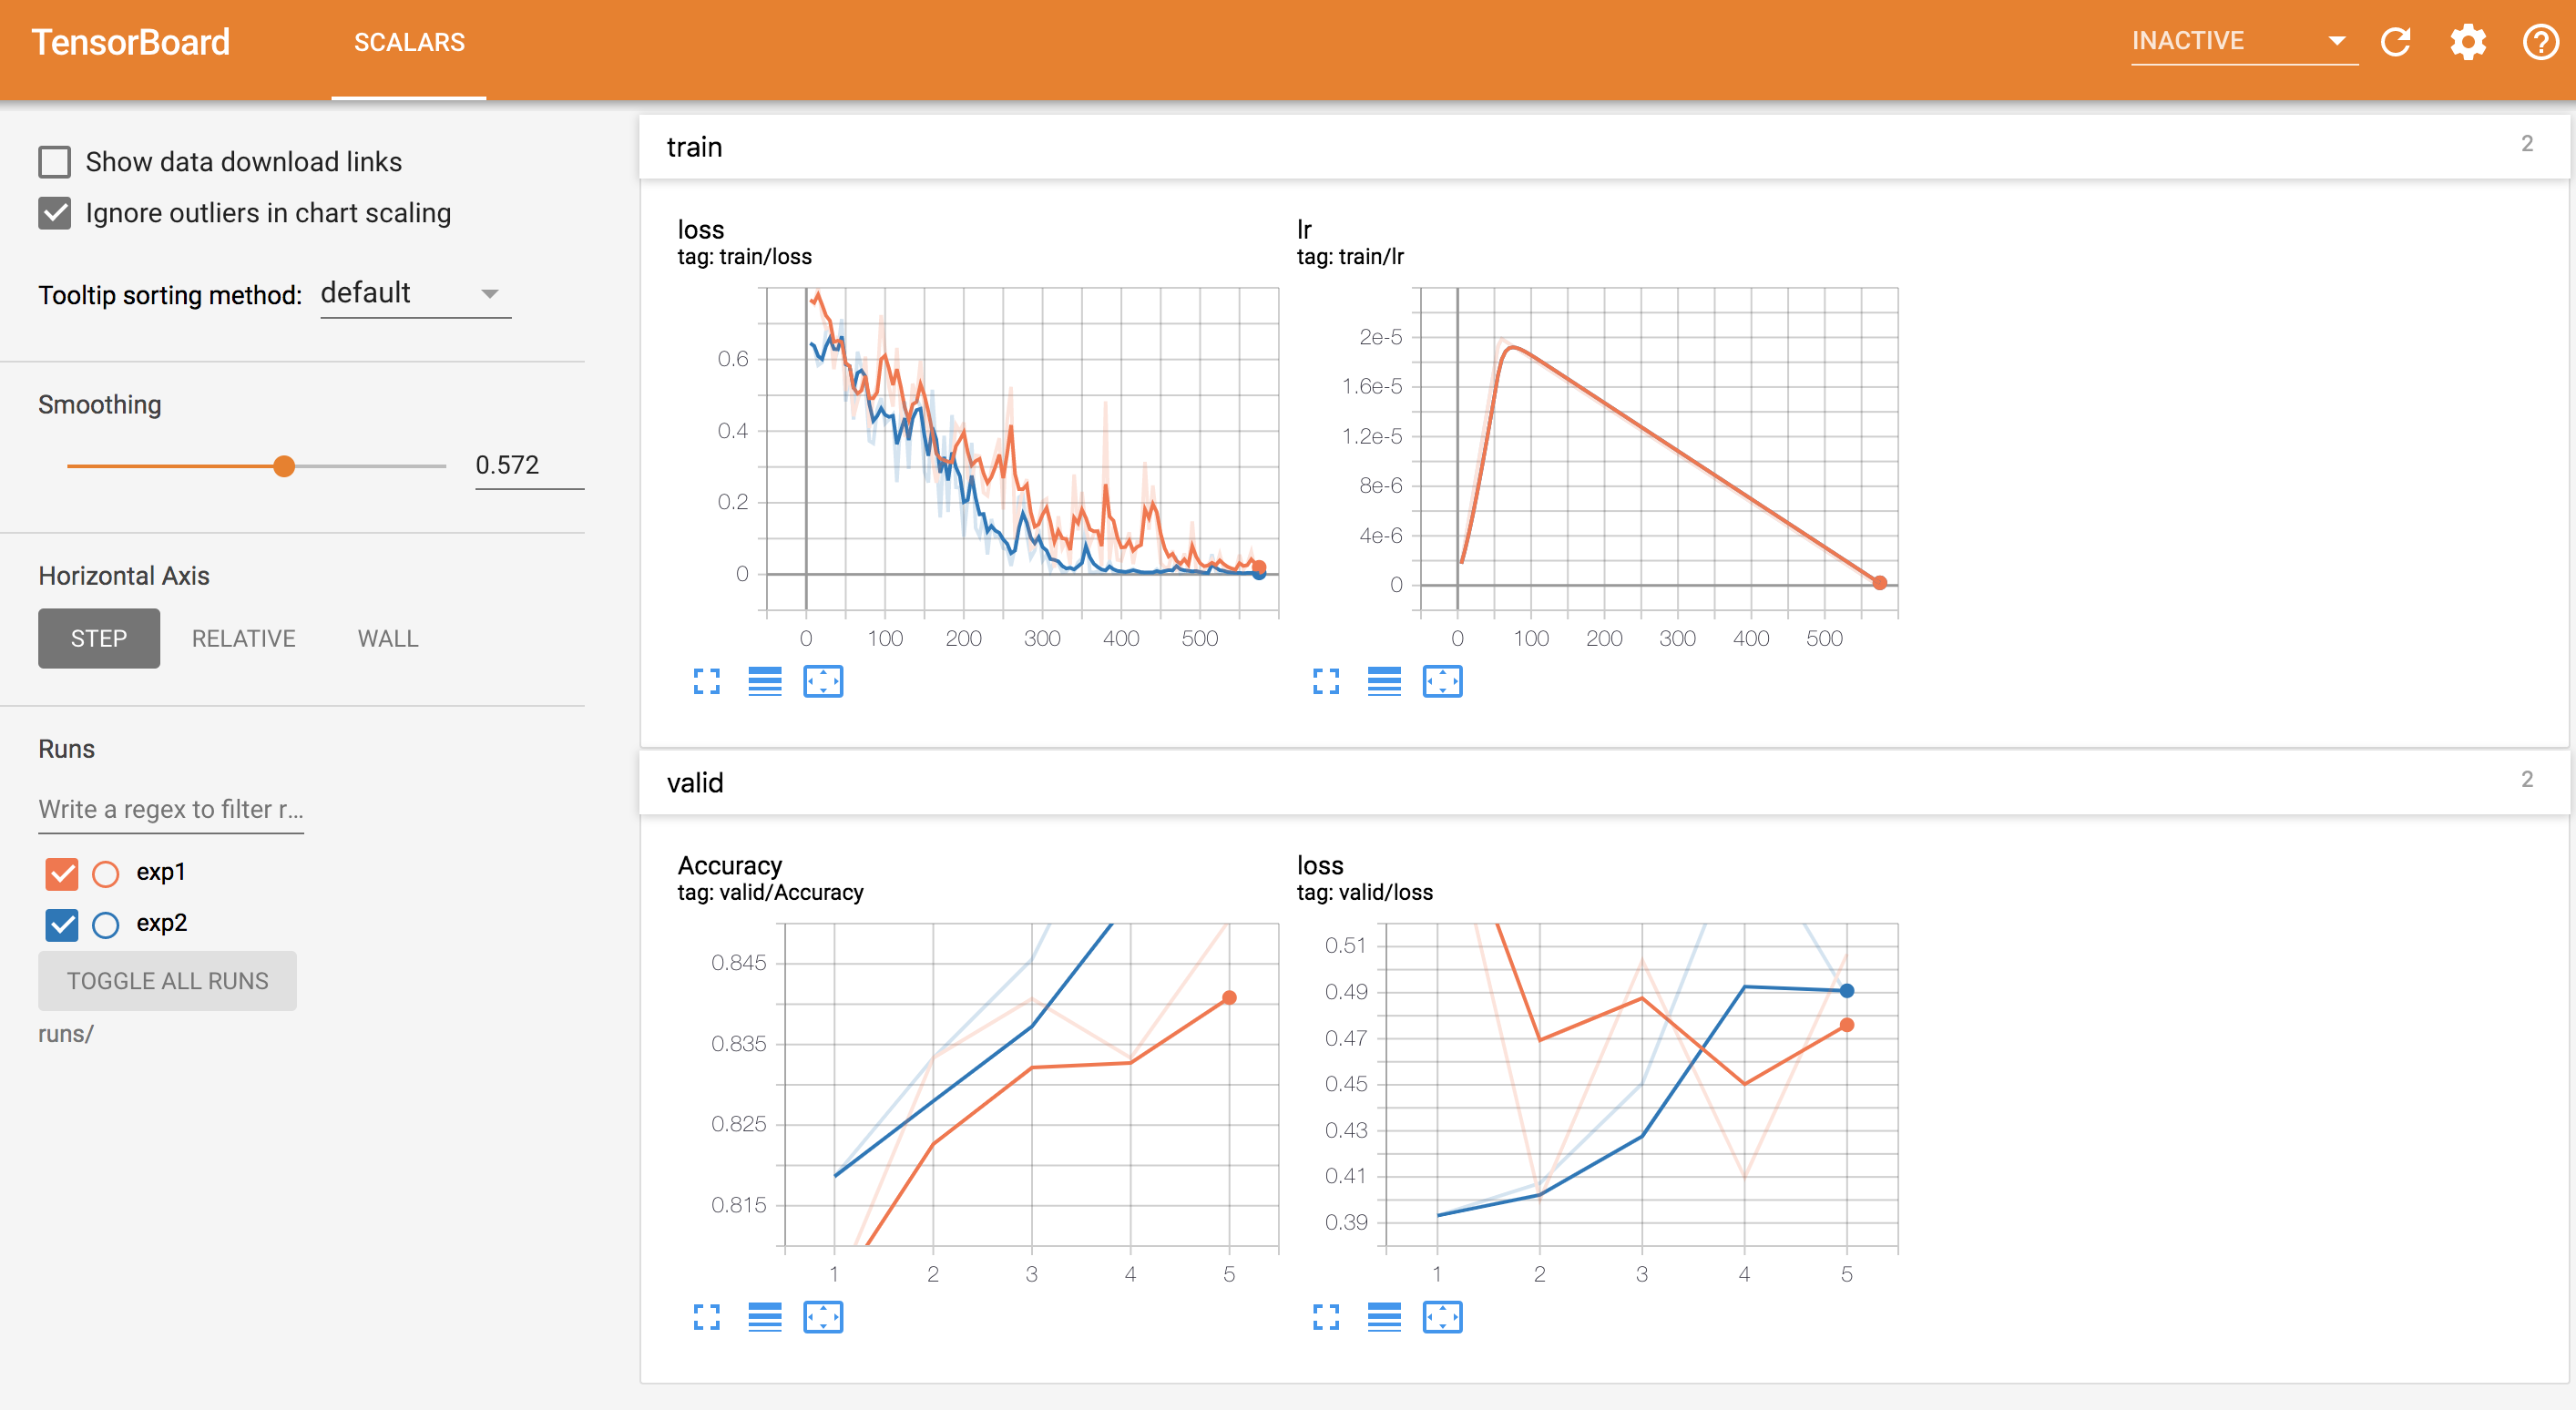 TensorBoard
SCALARS
INACTIVE
Show data download links
Ignore outliers in chart scaling
Tooltip sorting method: default
Smoothing
0.572
Horizontal Axis
STEP RELATIVE WALL
Runs
Write a regex to filter r...
exp1
exp2
TOGGLE ALL RUNS
runs/
train
2
loss
tag: train/loss
0.6
0.4
0.2
0
0 100 200 300 400 500
lr
tag: train/lr
2e-5
1.6e-5
1.2e-5
8e-6
4e-6
0
0 100 200 300 400 500
valid
2
Accuracy
tag: valid/Accuracy
0.845
0.835
0.825
0.815
1 2 3 4 5
loss
tag: valid/loss
0.51
0.49
0.47
0.45
0.43
0.41
0.39
1 2 3 4 5